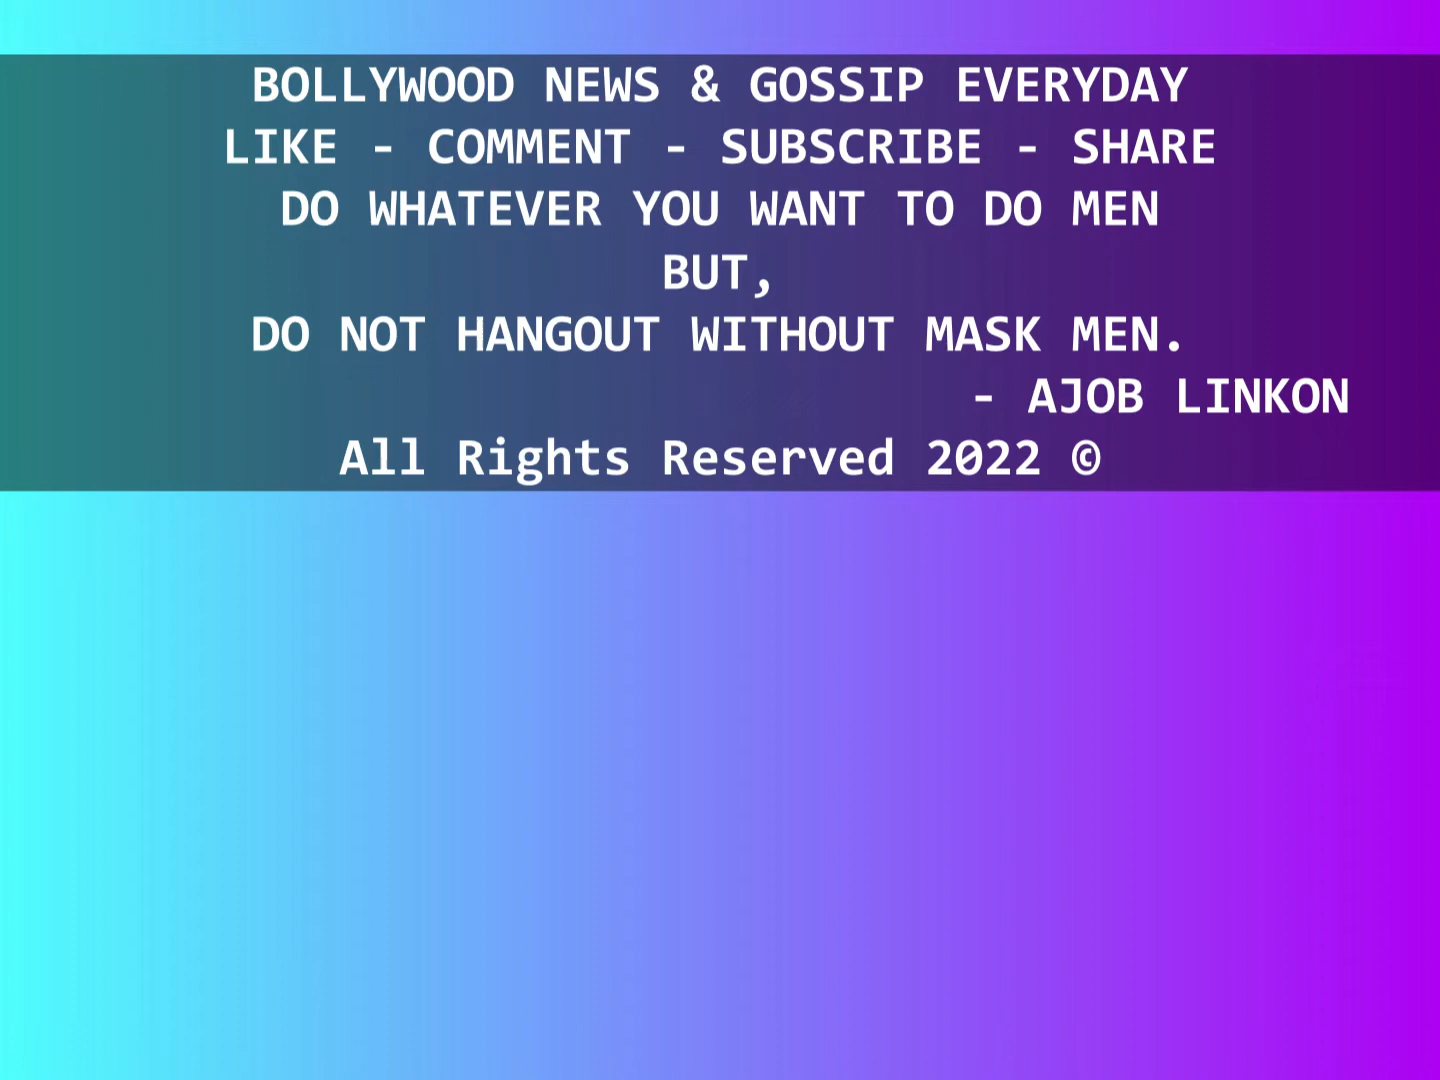 BOLLYWOOD NEWS & GOSSIP EVERYDAY
LIKE - COMMENT - SUBSCRIBE - SHARE
DO WHATEVER YOU WANT TO DO MEN
BUT,
DO NOT HANGOUT WITHOUT MASK MEN.
- AJOB LINKON
All Rights Reserved 2022 ©